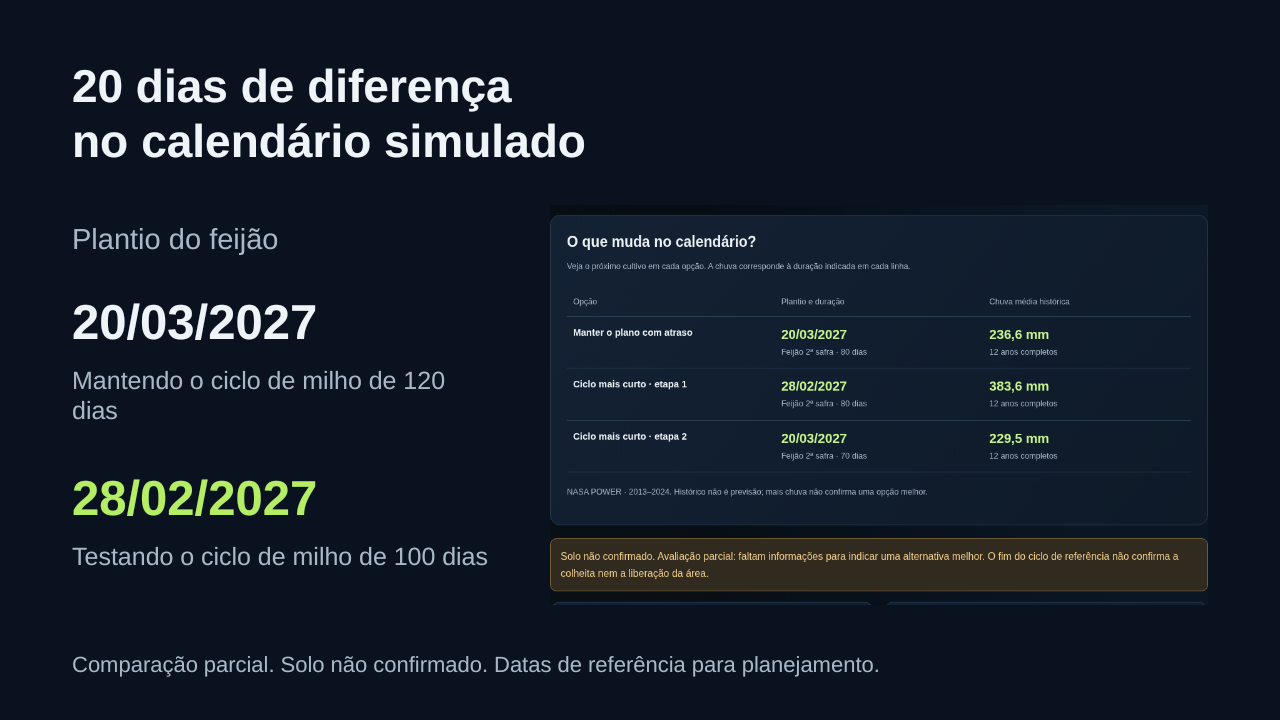 20 dias de diferença
no calendário simulado
Plantio do feijão
20/03/2027
Mantendo o ciclo de milho de 120
dias
28/02/2027
Testando o ciclo de milho de 100 dias
O que muda no calendário?
Veja o próximo cultivo em cada opção. A chuva corresponde à duração indicada em cada linha.
Opção Plantio e duração Chuva média histórica
Manter o plano com atraso 20/03/2027 236,6 mm
Feijão 2ª safra · 80 dias 12 anos completos
Ciclo mais curto · etapa 1 28/02/2027 383,6 mm
Feijão 2ª safra · 80 dias 12 anos completos
Ciclo mais curto · etapa 2 20/03/2027 229,5 mm
Feijão 2ª safra · 70 dias 12 anos completos
NASA POWER · 2013–2024. Histórico não é previsão; mais chuva não confirma uma opção melhor.
Solo não confirmado. Avaliação parcial: faltam informações para indicar uma alternativa melhor. O fim do ciclo de referência não confirma a
colheita nem a liberação da área.
Comparação parcial. Solo não confirmado. Datas de referência para planejamento.